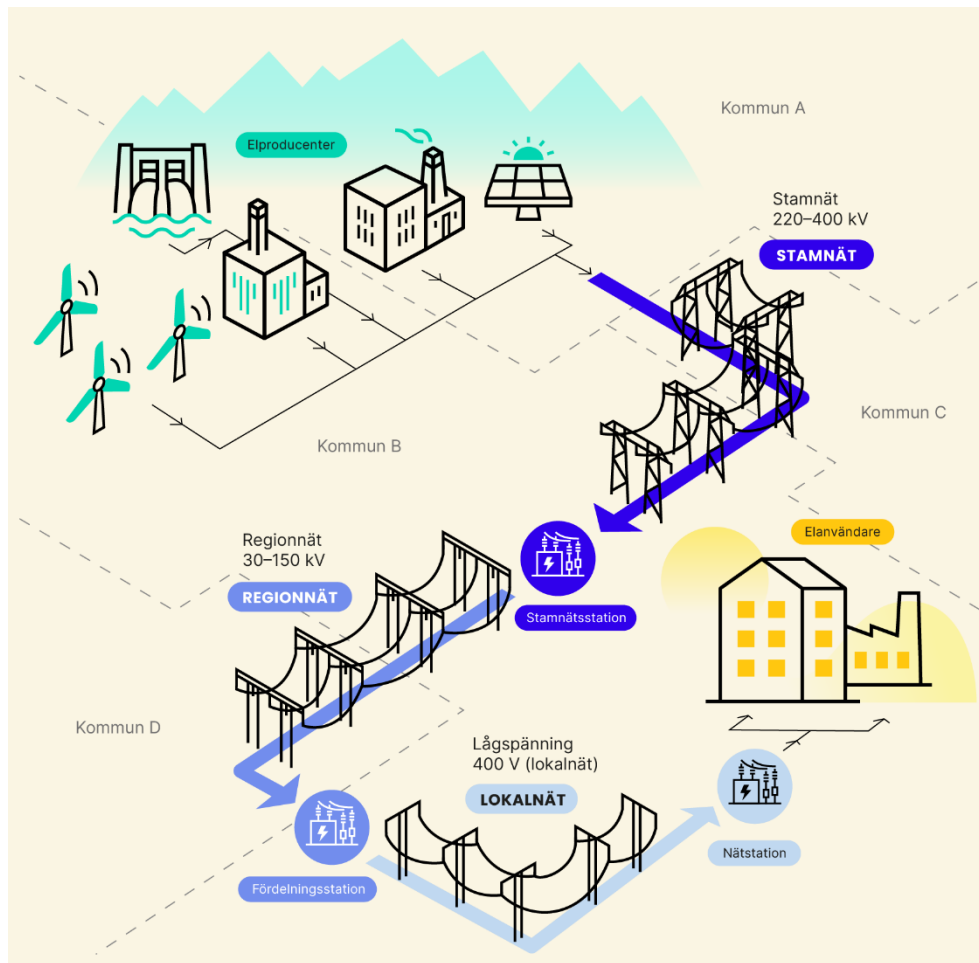 Kommun A
Elproducenter
Stamnät
220–400 kV
STAMNÄT
Kommun C
Kommun B
Elanvändare
Regionnät
30–150 kV
REGIONNÄT
Stamnätsstation
Kommun D
Lågspänning
400 V (lokalnät)
LOKALNÄT
Nätstation
Fördelningsstation